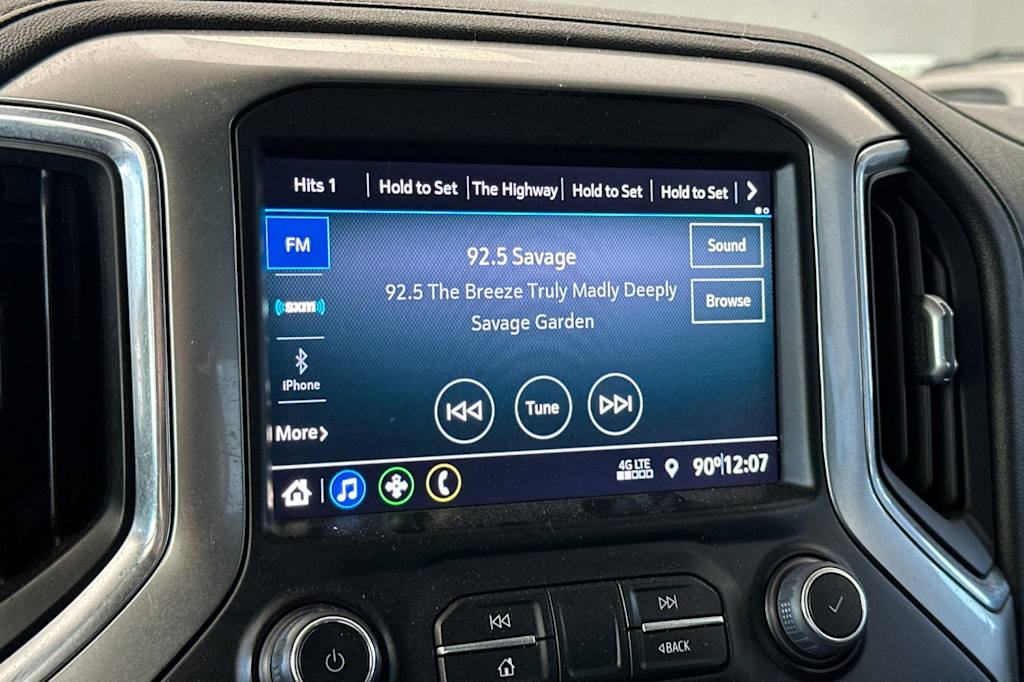 Hits 1 Hold to Set The Highway Hold to Set Hold to Set
FM
92.5 Savage
Sound
92.5 The Breeze Truly Madly Deeply
Browse
sxm
Savage Garden
iPhone
Tune
More
4G LTE
90° 12:07
BACK